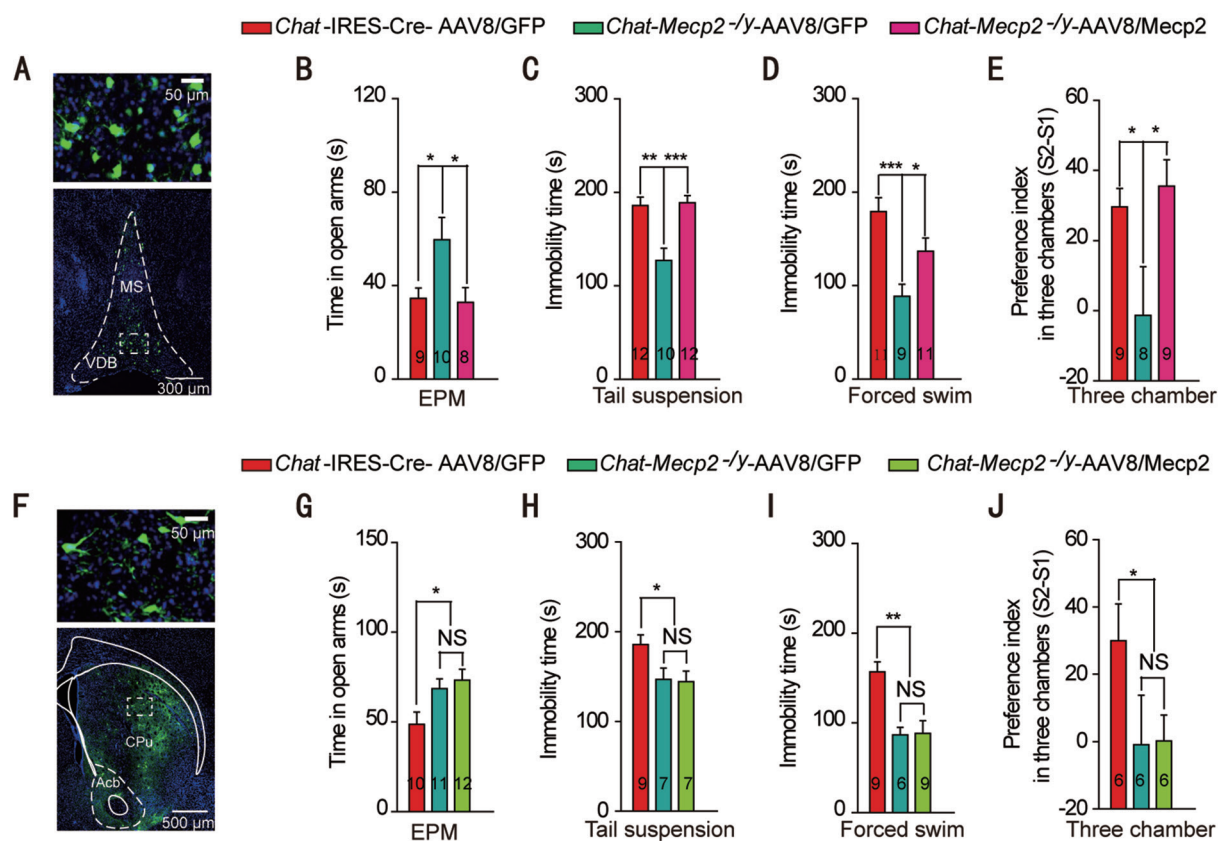 Chat-IRES-Cre- AAV8/GFP Chat-Mecp2-/y-AAV8/GFP Chat-Mecp2-/y-AAV8/Mecp2
A
50 µm
MS
VDB
300 µm
B
Time in open arms (s)
120
80
40
0
* *
9 10 8
EPM
C
Immobility time (s)
300
200
100
0
** ***
12 10 12
Tail suspension
D
Immobility time (s)
300
200
100
0
*** *
11 9 11
Forced swim
E
Preference index
in three chambers (S2-S1)
60
40
20
0
-20
* *
9 8 9
Three chamber
Chat-IRES-Cre- AAV8/GFP Chat-Mecp2-/y-AAV8/GFP Chat-Mecp2-/y-AAV8/Mecp2
F
50 µm
CPu
Acb
500 µm
G
Time in open arms (s)
150
100
50
0
*
NS
10 11 12
EPM
H
Immobility time (s)
300
200
100
0
*
NS
9 7 7
Tail suspension
I
Immobility time (s)
300
200
100
0
**
NS
9 6 9
Forced swim
J
Preference index
in three chambers (S2-S1)
60
40
20
0
-20
*
NS
6 6 6
Three chamber